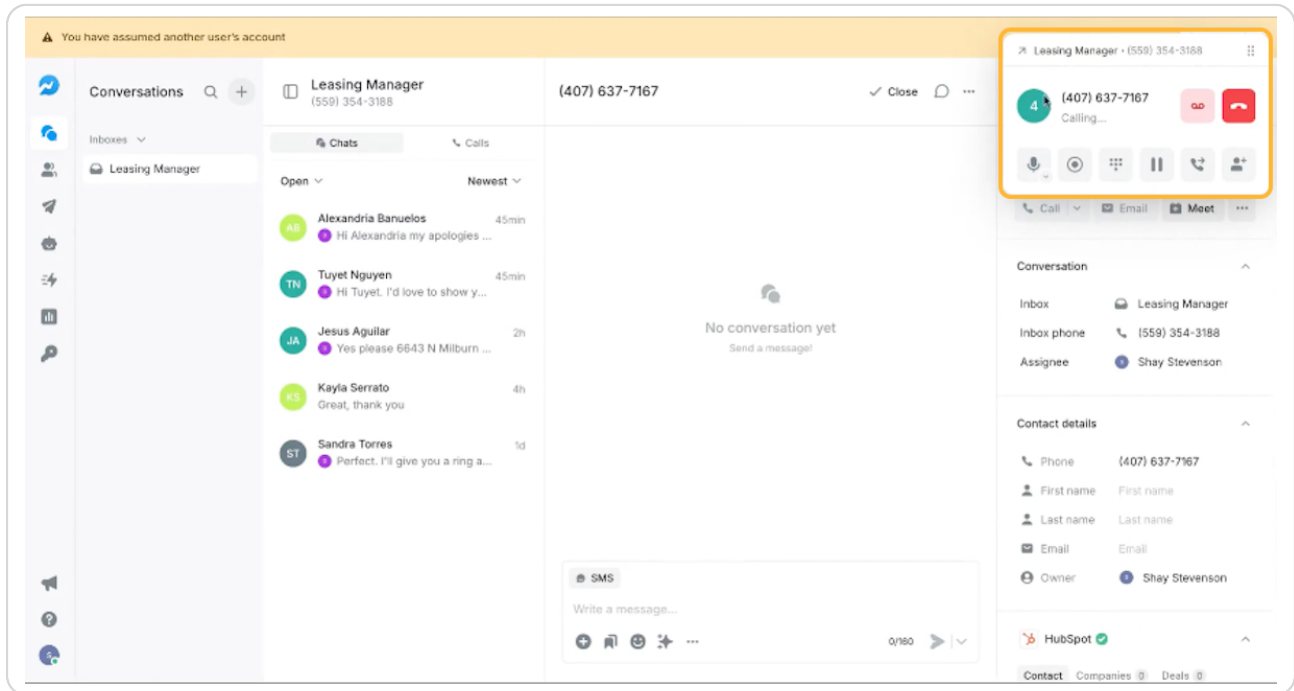 You have assumed another user's account
Leasing Manager • (559) 354-3188
4
(407) 637-7167
Calling...
Conversations
Inboxes
Leasing Manager
Leasing Manager
(559) 354-3188
Chats
Calls
Open
Newest
AB
Alexandria Banuelos
45min
Hi Alexandria my apologies ...
TN
Tuyet Nguyen
45min
Hi Tuyet. I'd love to show y...
JA
Jesus Aguilar
2h
Yes please 6643 N Milburn ...
KS
Kayla Serrato
4h
Great, thank you
ST
Sandra Torres
1d
Perfect. I'll give you a ring a...
(407) 637-7167
Close
No conversation yet
Send a message!
SMS
Write a message...
0/160
Call
Email
Meet
Conversation
Inbox
Leasing Manager
Inbox phone
(559) 354-3188
Assignee
S
Shay Stevenson
Contact details
Phone
(407) 637-7167
First name
First name
Last name
Last name
Email
Email
Owner
S
Shay Stevenson
HubSpot
Contact
Companies 0
Deals 0